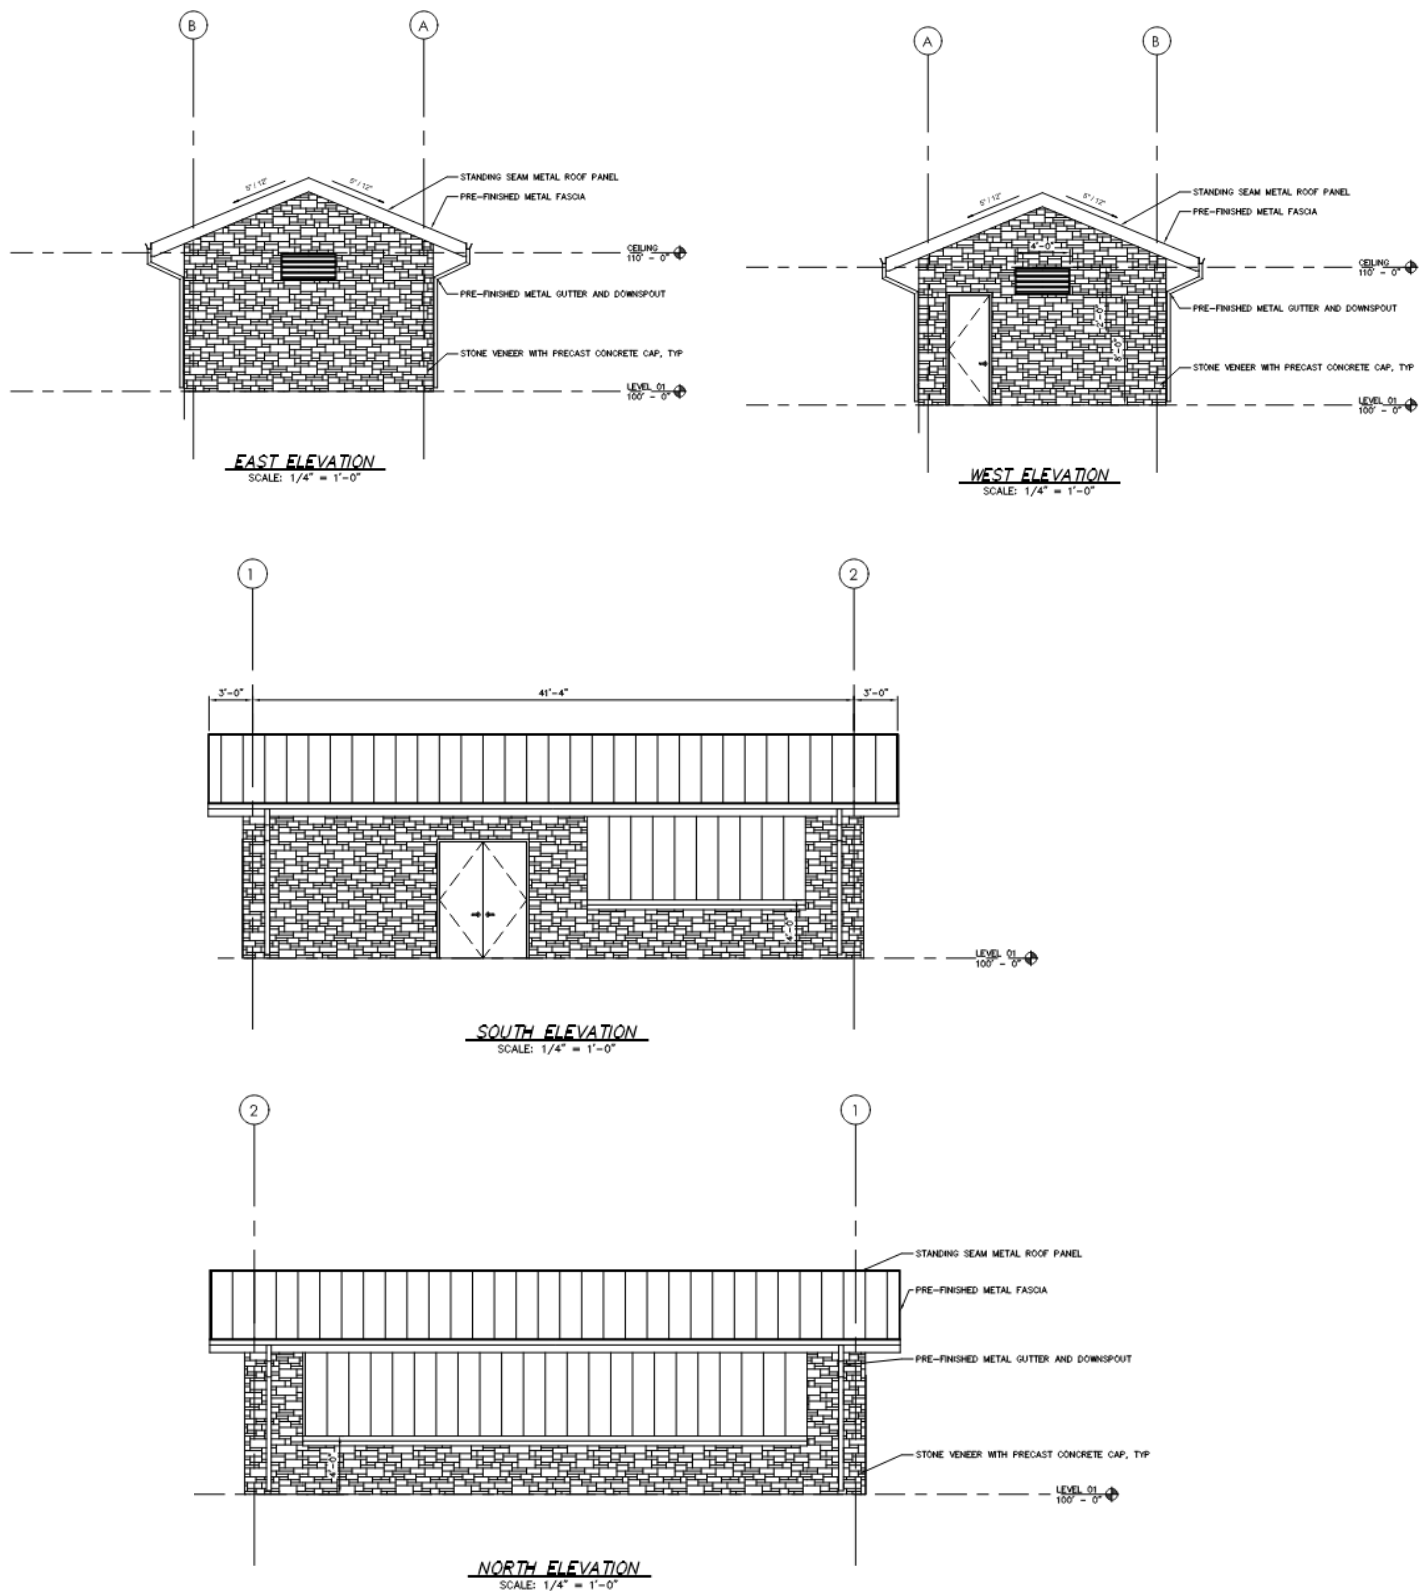 B
A
5" / 12"
5" / 12"
STANDING SEAM METAL ROOF PANEL
PRE-FINISHED METAL FASCIA
CEILING
110' - 0"
PRE-FINISHED METAL GUTTER AND DOWNSPOUT
STONE VENEER WITH PRECAST CONCRETE CAP, TYP
LEVEL 01
100' - 0"
EAST ELEVATION
SCALE: 1/4" = 1'-0"
A
B
5" / 12"
5" / 12"
STANDING SEAM METAL ROOF PANEL
PRE-FINISHED METAL FASCIA
4'-0"
CEILING
110' - 0"
PRE-FINISHED METAL GUTTER AND DOWNSPOUT
2'-0"
8'-0"
STONE VENEER WITH PRECAST CONCRETE CAP, TYP
LEVEL 01
100' - 0"
WEST ELEVATION
SCALE: 1/4" = 1'-0"
1
2
3'-0"
41'-4"
3'-0"
4'-0"
LEVEL 01
100' - 0"
SOUTH ELEVATION
SCALE: 1/4" = 1'-0"
2
1
STANDING SEAM METAL ROOF PANEL
PRE-FINISHED METAL FASCIA
PRE-FINISHED METAL GUTTER AND DOWNSPOUT
4'-0"
STONE VENEER WITH PRECAST CONCRETE CAP, TYP
LEVEL 01
100' - 0"
NORTH ELEVATION
SCALE: 1/4" = 1'-0"